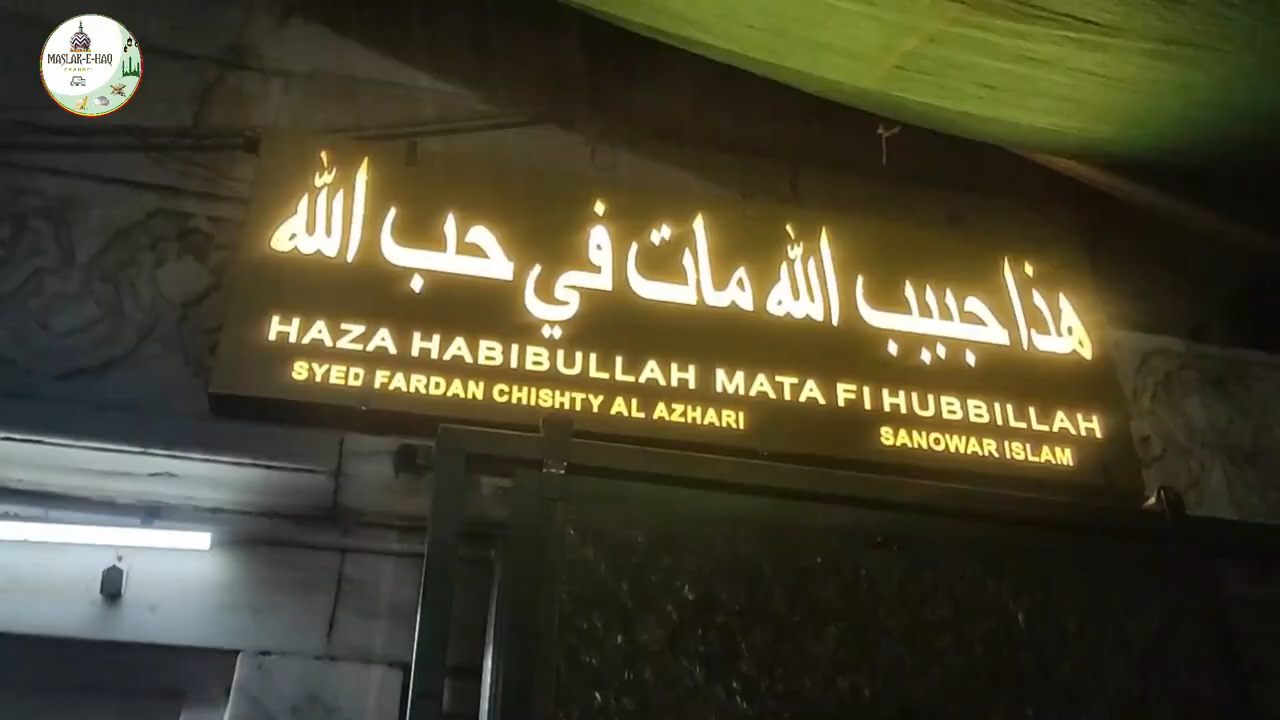 MASLAK-E-HAQ
CHANNEL
هذا حبيب الله مات في حب الله
HAZA HABIBULLAH MATA FI HUBBILLAH
SYED FARDAN CHISHTY AL AZHARI
SANOWAR ISLAM